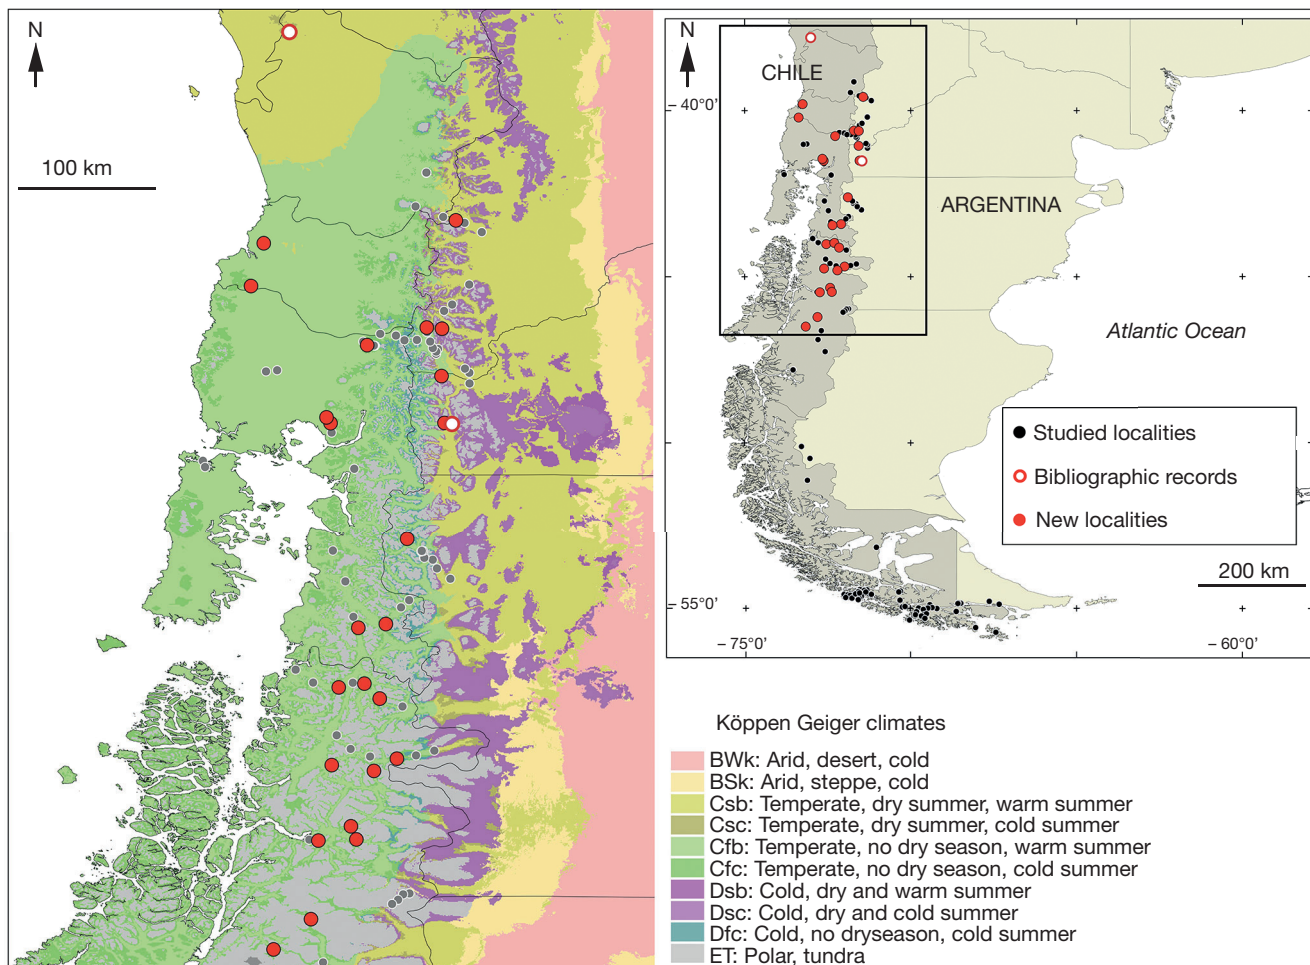 N
100 km
N
CHILE
– 40°0’
ARGENTINA
Atlantic Ocean
Studied localities
Bibliographic records
New localities
200 km
– 55°0’
– 75°0’
– 60°0’
Köppen Geiger climates
BWk: Arid, desert, cold
BSk: Arid, steppe, cold
Csb: Temperate, dry summer, warm summer
Csc: Temperate, dry summer, cold summer
Cfb: Temperate, no dry season, warm summer
Cfc: Temperate, no dry season, cold summer
Dsb: Cold, dry and warm summer
Dsc: Cold, dry and cold summer
Dfc: Cold, no dryseason, cold summer
ET: Polar, tundra